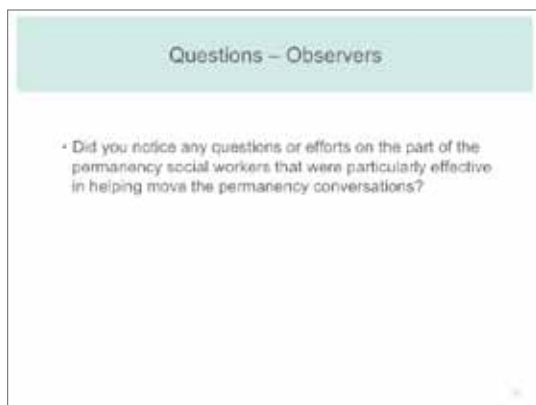 Questions – Observers
• Did you notice any questions or efforts on the part of the
permanency social workers that were particularly effective
in helping move the permanency conversations?